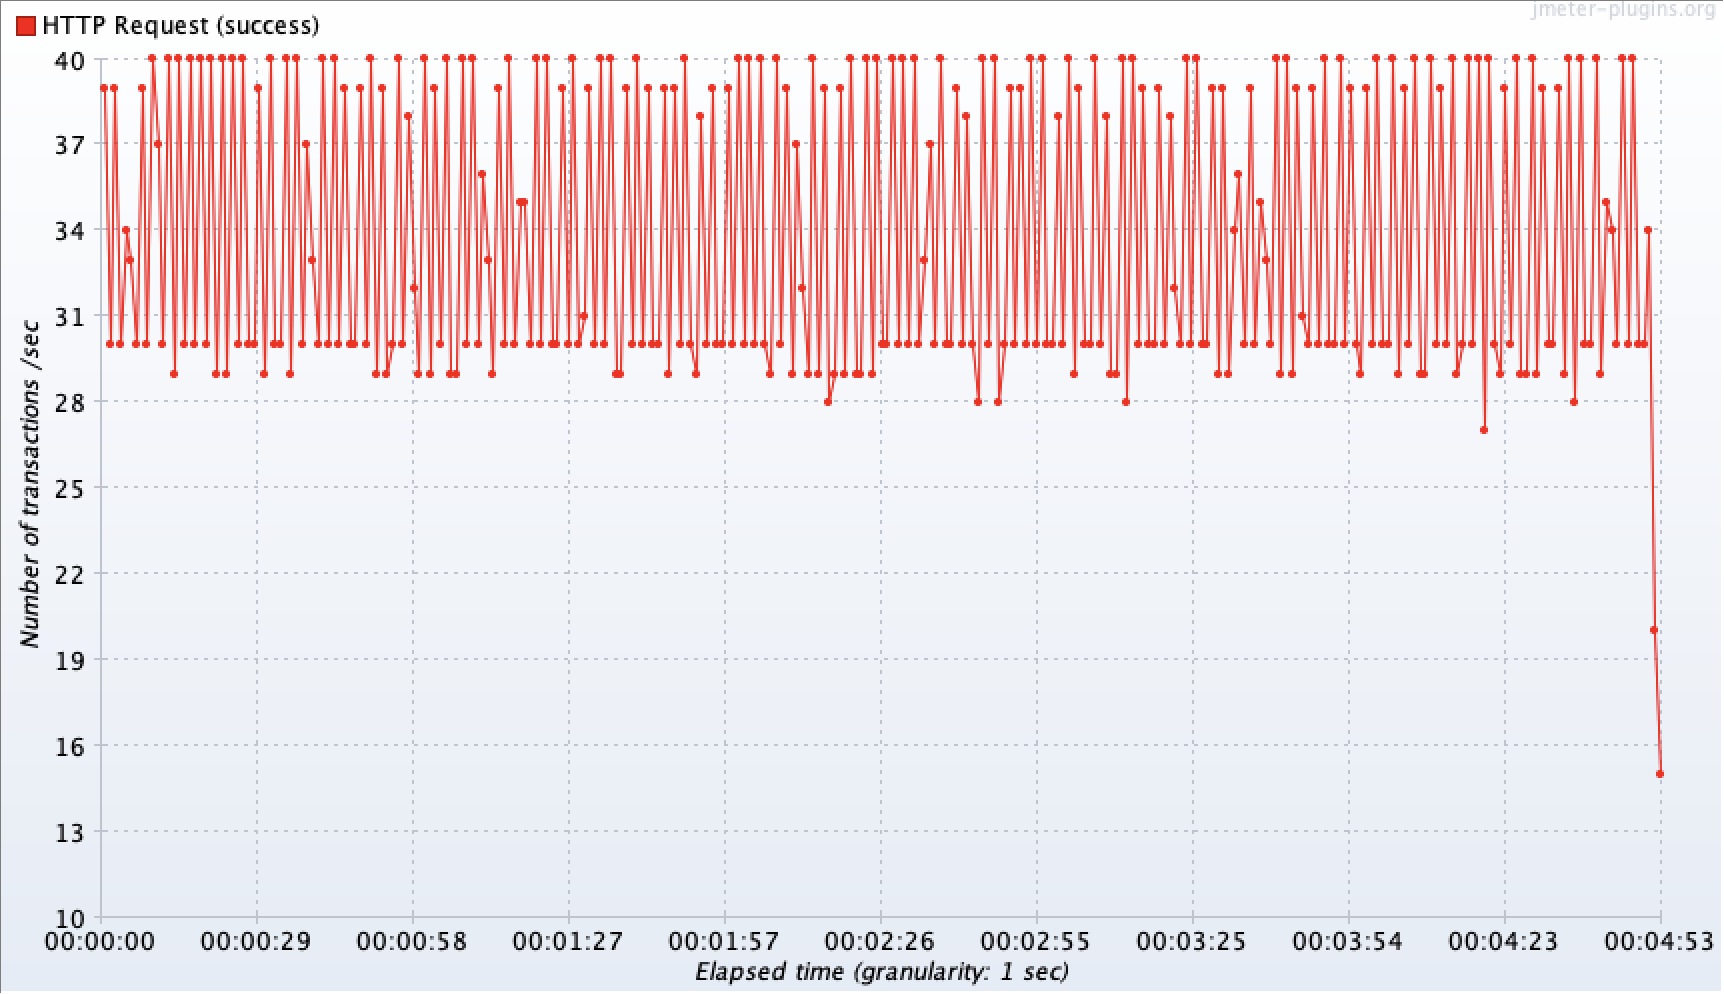 jmeter-plugins.org
HTTP Request (success)
40
37
34
31
28
25
22
19
16
13
10
Number of transactions /sec
00:00:00 00:00:29 00:00:58 00:01:27 00:01:57 00:02:26 00:02:55 00:03:25 00:03:54 00:04:23 00:04:53
Elapsed time (granularity: 1 sec)